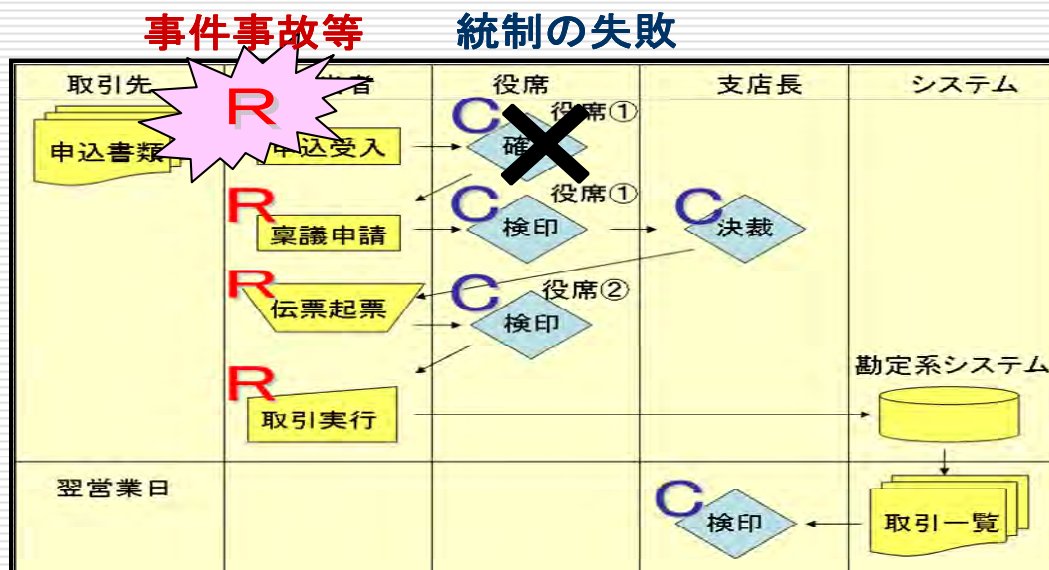 事件事故等 統制の失敗
取引先 者 役席 支店長 システム
R
C 役席①
申込書類 申込受入 確
R C 役席① C
稟議申請 検印 決裁
R C 役席②
伝票起票 検印
勘定系システム
R
取引実行
翌営業日
C
検印 取引一覧